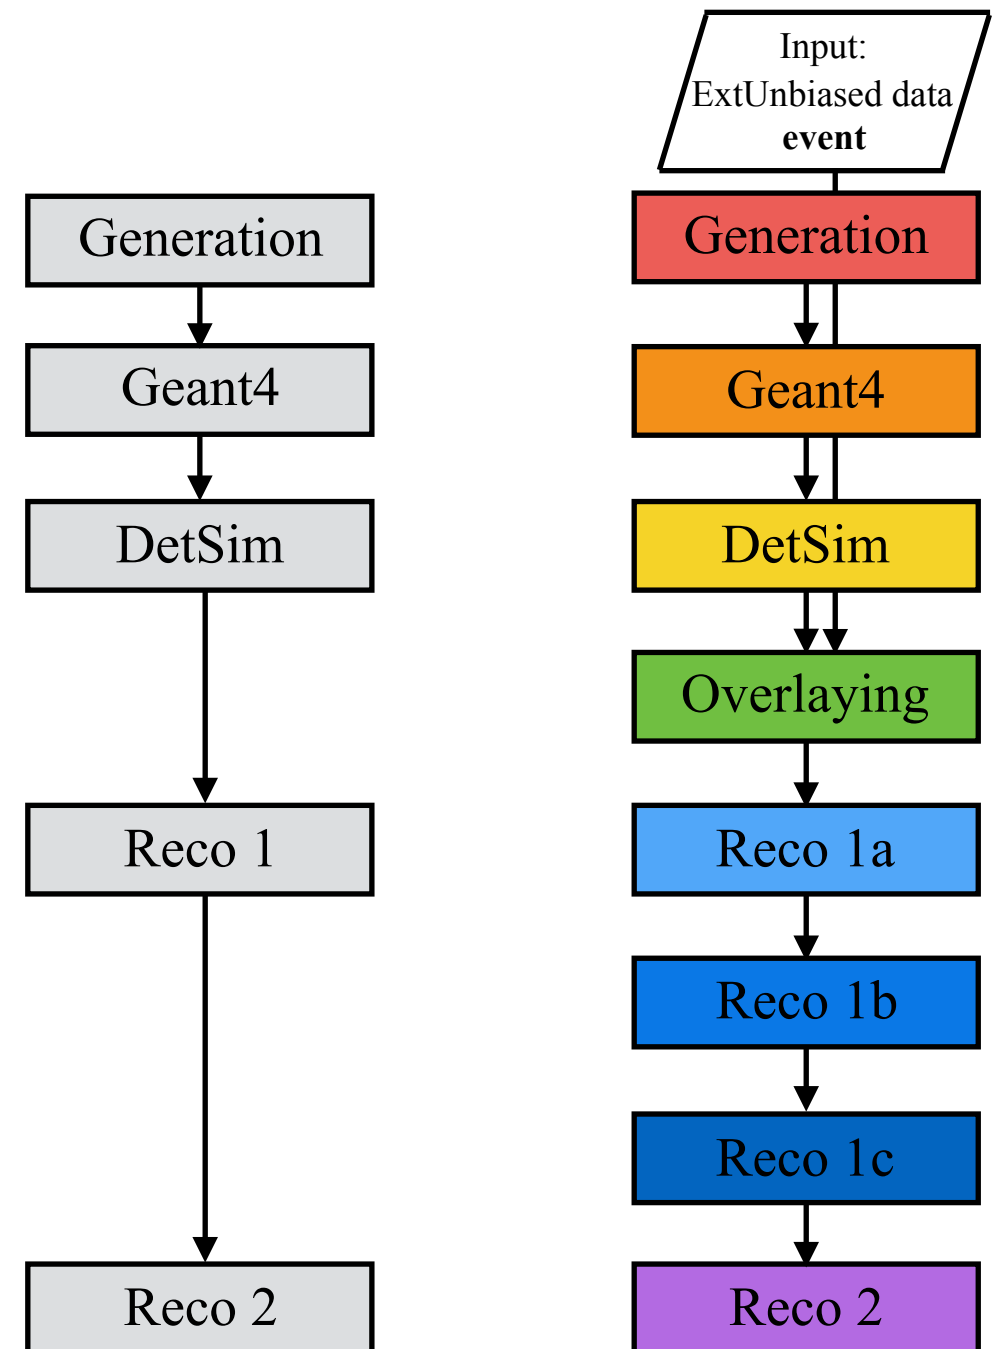 Generation
Geant4
DetSim
Reco 1
Reco 2
Input:
ExtUnbiased data
event
Generation
Geant4
DetSim
Overlaying
Reco 1a
Reco 1b
Reco 1c
Reco 2